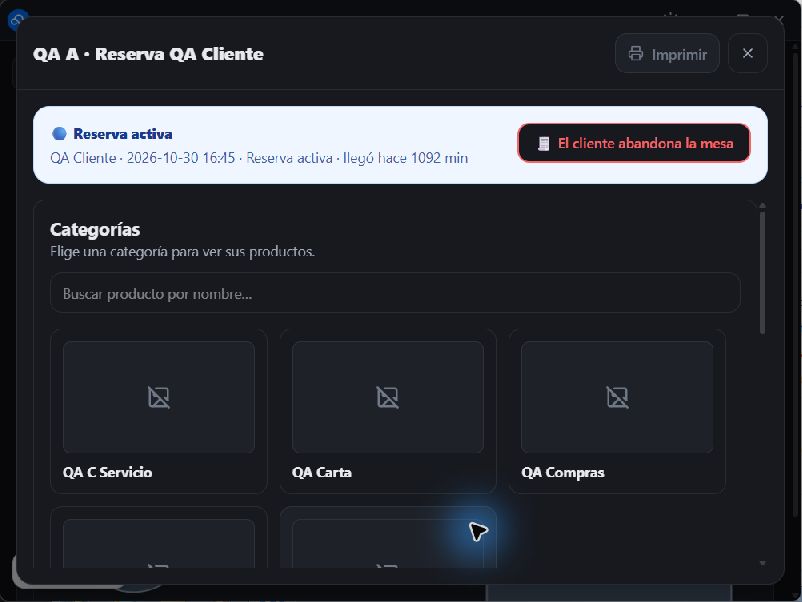 QA A • Reserva QA Cliente
Imprimir
Reserva activa
QA Cliente · 2026-10-30 16:45 · Reserva activa · llegó hace 1092 min
El cliente abandona la mesa
Categorías
Elige una categoría para ver sus productos.
Buscar producto por nombre...
QA C Servicio
QA Carta
QA Compras